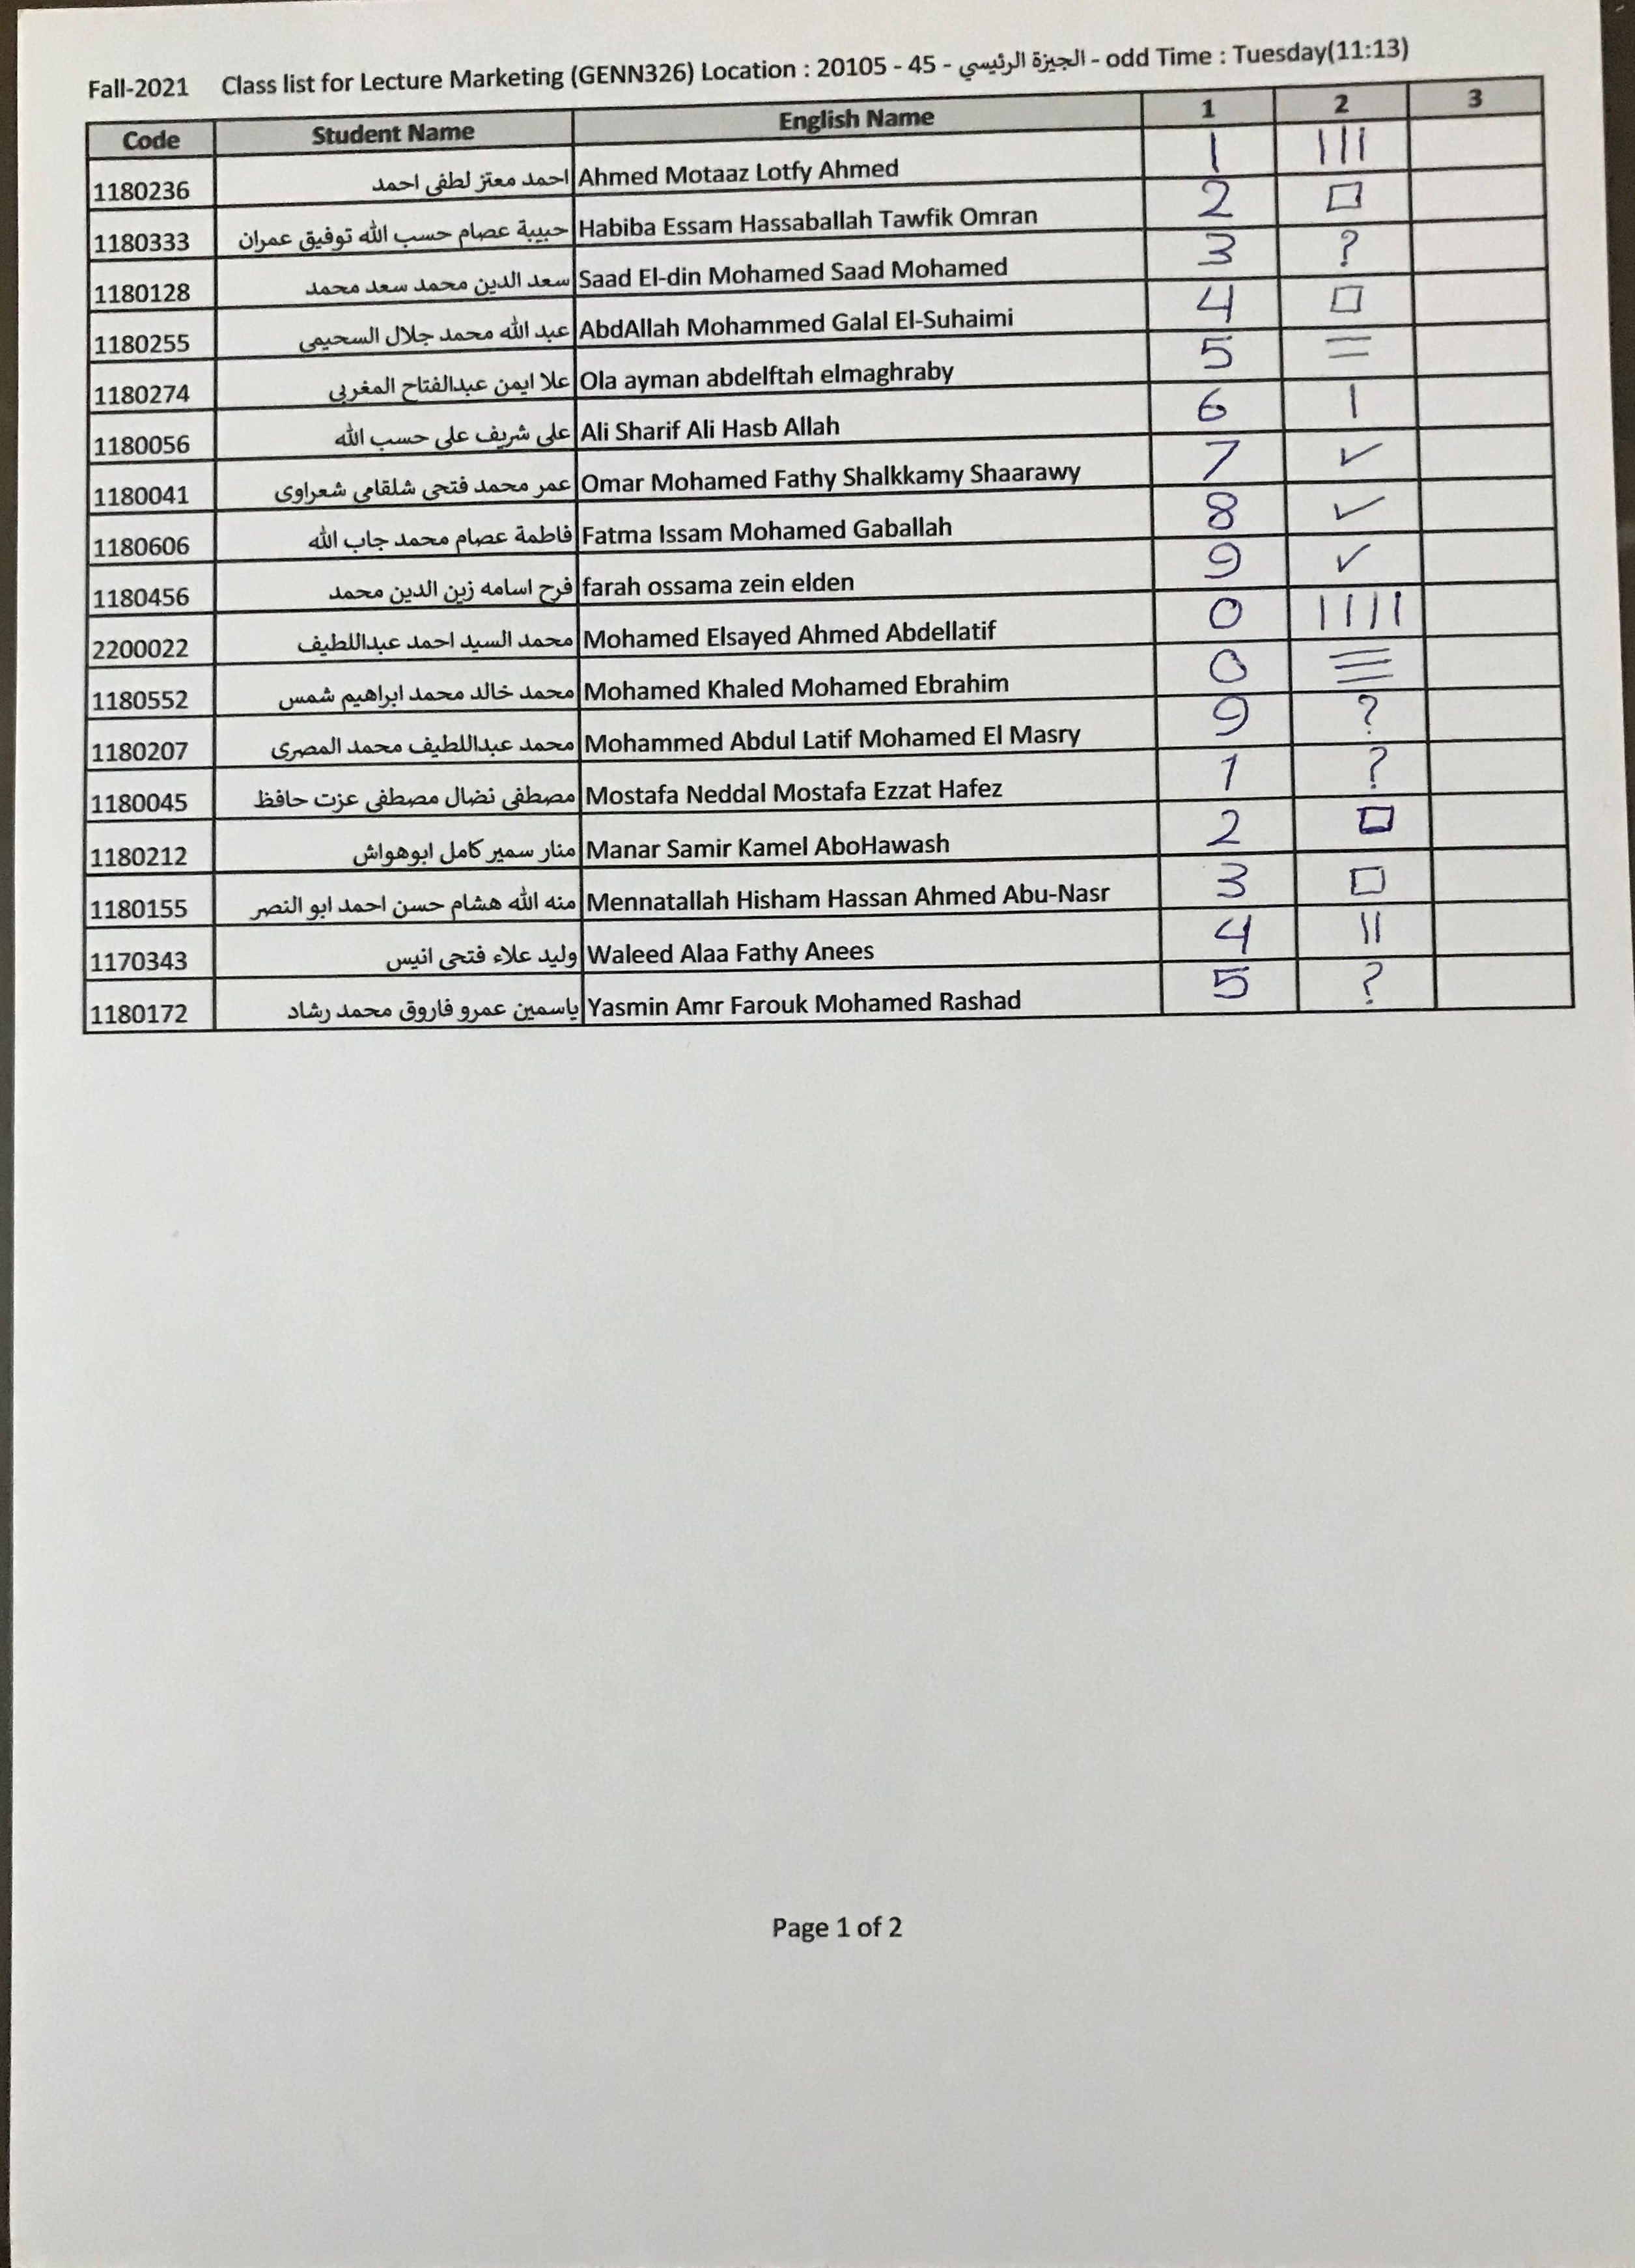 Fall-2021 Class list for Lecture Marketing (GENN326) Location : 20105 - 45 - الجيزة الرئيسي - odd Time : Tuesday(11:13)
Code Student Name English Name 1 2 3
1180236 احمد معتز لطفى احمد Ahmed Motaaz Lotfy Ahmed 1 |||
1180333 حبيبة عصام حسب الله توفيق عمران Habiba Essam Hassaballah Tawfik Omran 2 □
1180128 سعد الدين محمد سعد محمد Saad El-din Mohamed Saad Mohamed 3 ?
1180255 عبد الله محمد جلال السحيمى AbdAllah Mohammed Galal El-Suhaimi 4 □
1180274 علا ايمن عبدالفتاح المغربى Ola ayman abdelftah elmaghraby 5 =
1180056 على شريف على حسب الله Ali Sharif Ali Hasb Allah 6 |
1180041 عمر محمد فتحى شلقامي شعراوى Omar Mohamed Fathy Shalkkamy Shaarawy 7 ✓
1180606 فاطمة عصام محمد جاب الله Fatma Issam Mohamed Gaballah 8 ✓
1180456 فرح اسامه زين الدين محمد farah ossama zein elden 9 ✓
2200022 محمد السيد احمد عبداللطيف Mohamed Elsayed Ahmed Abdellatif 0 ||||
1180552 محمد خالد محمد ابراهيم شمس Mohamed Khaled Mohamed Ebrahim 0 ≡
1180207 محمد عبداللطيف محمد المصرى Mohammed Abdul Latif Mohamed El Masry 9 ?
1180045 مصطفى نضال مصطفى عزت حافظ Mostafa Neddal Mostafa Ezzat Hafez 1 ?
1180212 منار سمير كامل ابوهواش Manar Samir Kamel AboHawash 2 □
1180155 منه الله هشام حسن احمد ابو النصر Mennatallah Hisham Hassan Ahmed Abu-Nasr 3 □
1170343 وليد علاء فتحى انيس Waleed Alaa Fathy Anees 4 ||
1180172 ياسمين عمرو فاروق محمد رشاد Yasmin Amr Farouk Mohamed Rashad 5 ?
Page 1 of 2